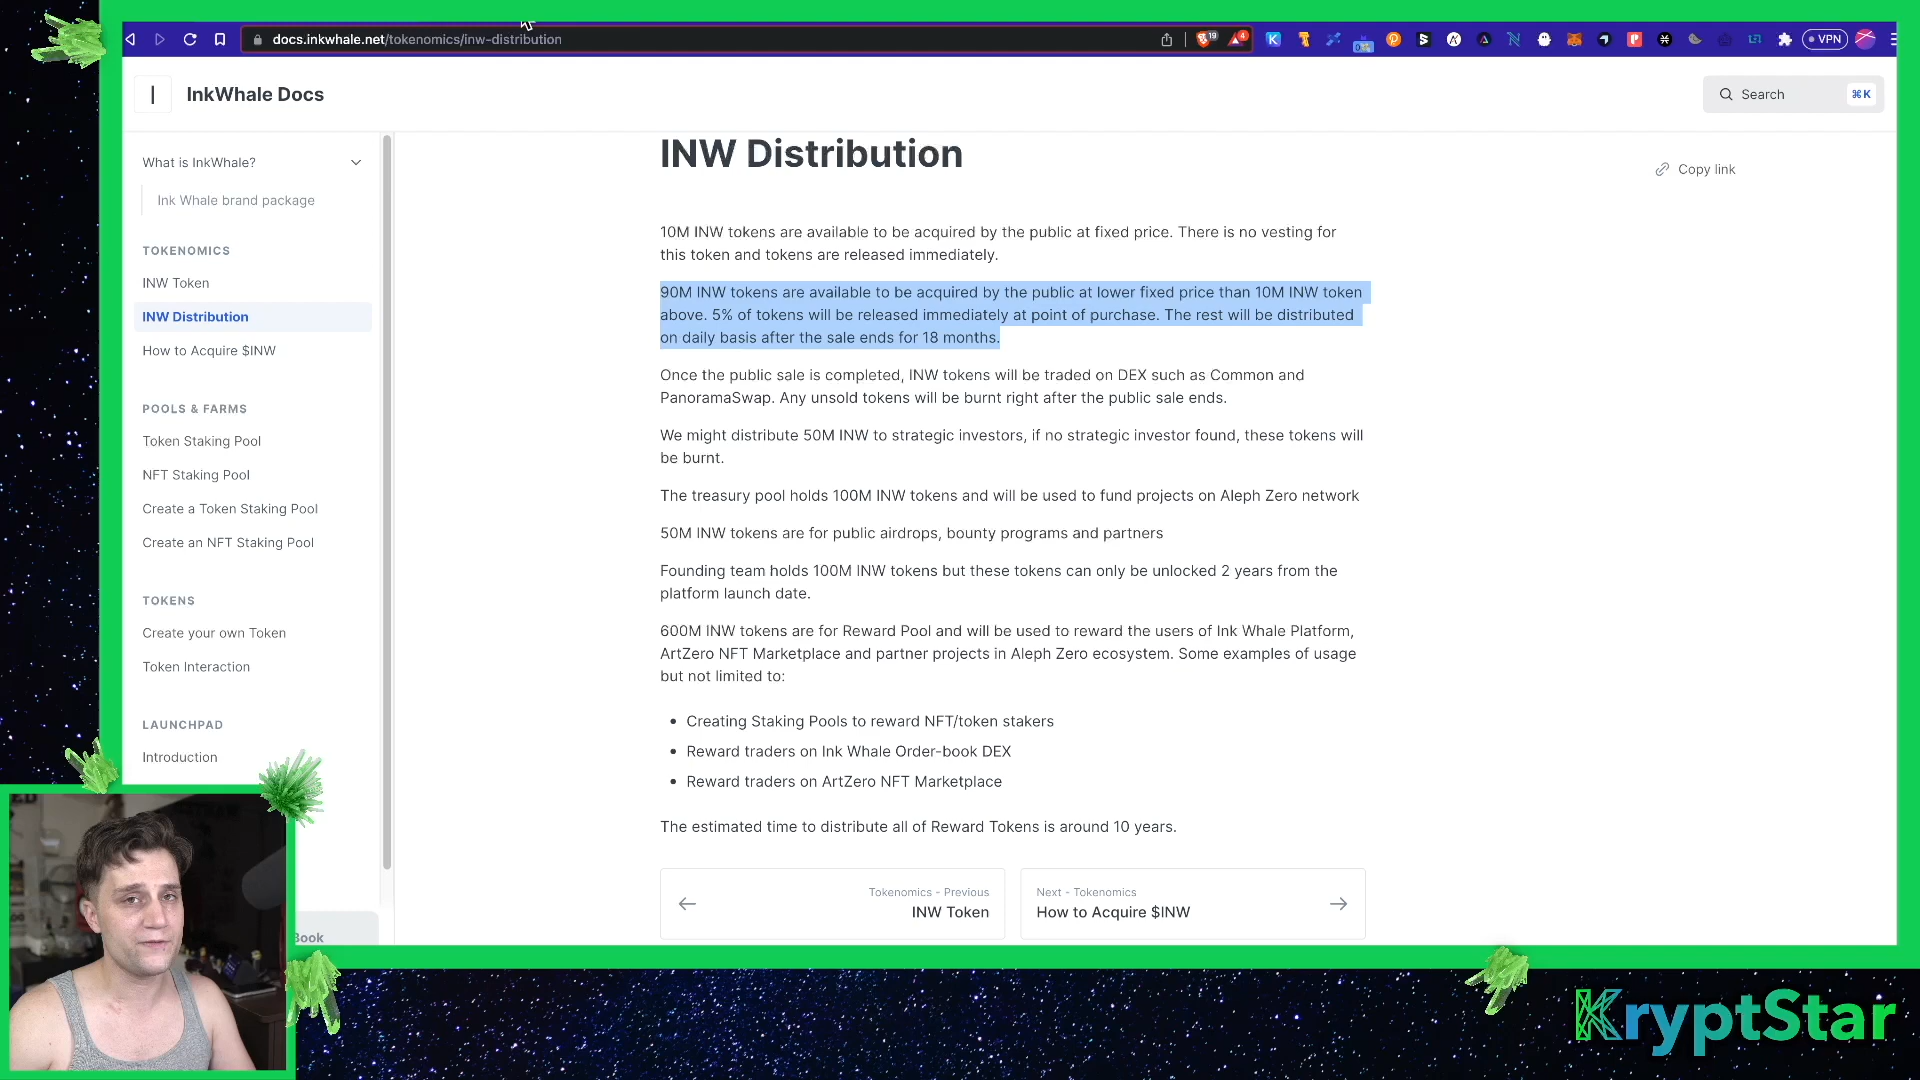 docs.inkwhale.net/tokenomics/inw-distribution
19
4
VPN
InkWhale Docs
Search
⌘K
What is InkWhale?
Ink Whale brand package
TOKENOMICS
INW Token
INW Distribution
How to Acquire $INW
POOLS & FARMS
Token Staking Pool
NFT Staking Pool
Create a Token Staking Pool
Create an NFT Staking Pool
TOKENS
Create your own Token
Token Interaction
LAUNCHPAD
Introduction
Book
INW Distribution
Copy link
10M INW tokens are available to be acquired by the public at fixed price. There is no vesting for
this token and tokens are released immediately.
90M INW tokens are available to be acquired by the public at lower fixed price than 10M INW token
above. 5% of tokens will be released immediately at point of purchase. The rest will be distributed
on daily basis after the sale ends for 18 months.
Once the public sale is completed, INW tokens will be traded on DEX such as Common and
PanoramaSwap. Any unsold tokens will be burnt right after the public sale ends.
We might distribute 50M INW to strategic investors, if no strategic investor found, these tokens will
be burnt.
The treasury pool holds 100M INW tokens and will be used to fund projects on Aleph Zero network
50M INW tokens are for public airdrops, bounty programs and partners
Founding team holds 100M INW tokens but these tokens can only be unlocked 2 years from the
platform launch date.
600M INW tokens are for Reward Pool and will be used to reward the users of Ink Whale Platform,
ArtZero NFT Marketplace and partner projects in Aleph Zero ecosystem. Some examples of usage
but not limited to:
• Creating Staking Pools to reward NFT/token stakers
• Reward traders on Ink Whale Order-book DEX
• Reward traders on ArtZero NFT Marketplace
The estimated time to distribute all of Reward Tokens is around 10 years.
Tokenomics - Previous
INW Token
Next - Tokenomics
How to Acquire $INW
KryptStar